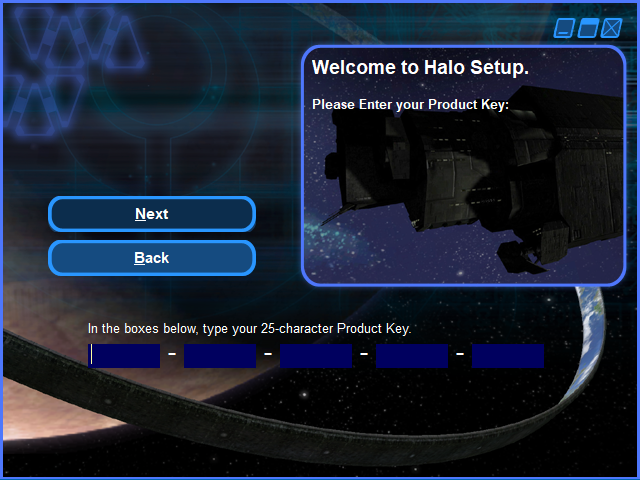 Welcome to Halo Setup.
Please Enter your Product Key:
Next
Back
In the boxes below, type your 25-character Product Key.
- - - -